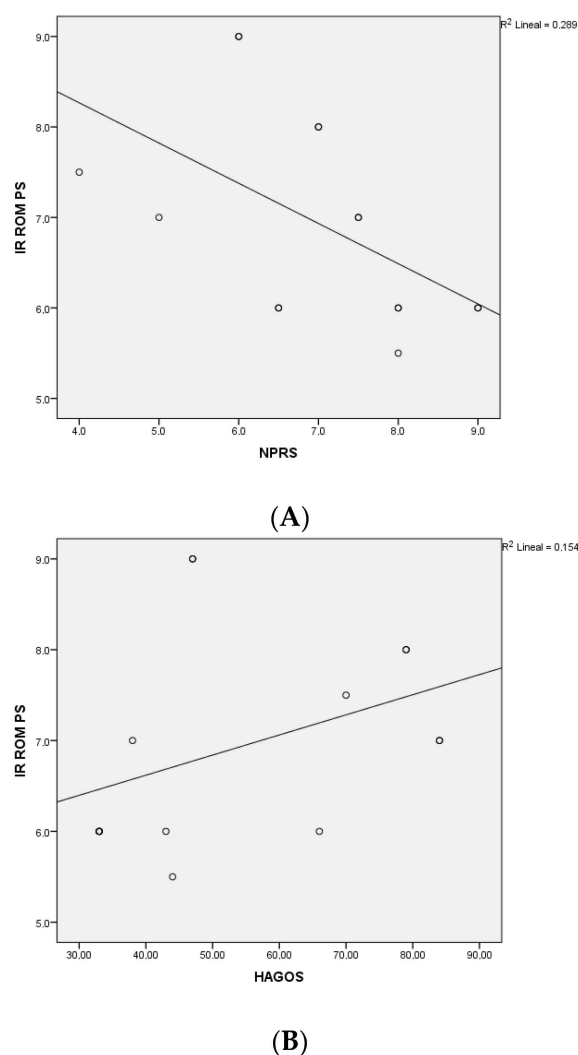 R² Lineal = 0,289
9.0
8.0
7.0
6.0
5.0
IR ROM PS
4.0 5.0 6.0 7.0 8.0 9.0
NPRS
(A)
R² Lineal = 0,154
9.0
8.0
7.0
6.0
5.0
IR ROM PS
30.00 40.00 50.00 60.00 70.00 80.00 90.00
HAGOS
(B)